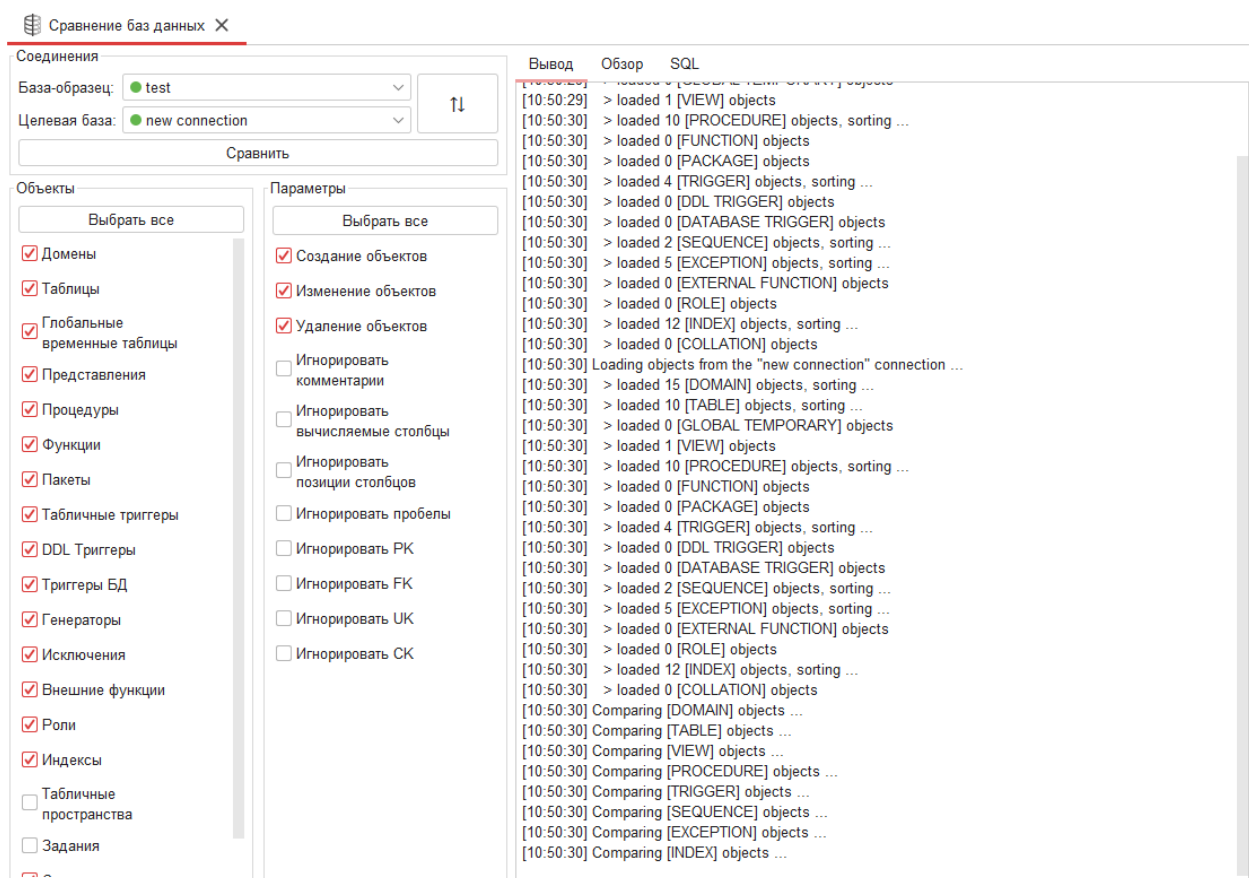 Сравнение баз данных
Соединения
База-образец:
test
Целевая база:
new connection
Сравнить
Объекты
Выбрать все
Домены
Таблицы
Глобальные
временные таблицы
Представления
Процедуры
Функции
Пакеты
Табличные триггеры
DDL Триггеры
Триггеры БД
Генераторы
Исключения
Внешние функции
Роли
Индексы
Табличные
пространства
Задания
Параметры
Выбрать все
Создание объектов
Изменение объектов
Удаление объектов
Игнорировать
комментарии
Игнорировать
вычисляемые столбцы
Игнорировать
позиции столбцов
Игнорировать пробелы
Игнорировать PK
Игнорировать FK
Игнорировать UK
Игнорировать CK
Вывод Обзор SQL
[10:50:29] > loaded 1 [VIEW] objects
[10:50:30] > loaded 10 [PROCEDURE] objects, sorting ...
[10:50:30] > loaded 0 [FUNCTION] objects
[10:50:30] > loaded 0 [PACKAGE] objects
[10:50:30] > loaded 4 [TRIGGER] objects, sorting ...
[10:50:30] > loaded 0 [DDL TRIGGER] objects
[10:50:30] > loaded 0 [DATABASE TRIGGER] objects
[10:50:30] > loaded 2 [SEQUENCE] objects, sorting ...
[10:50:30] > loaded 5 [EXCEPTION] objects, sorting ...
[10:50:30] > loaded 0 [EXTERNAL FUNCTION] objects
[10:50:30] > loaded 0 [ROLE] objects
[10:50:30] > loaded 12 [INDEX] objects, sorting ...
[10:50:30] > loaded 0 [COLLATION] objects
[10:50:30] Loading objects from the "new connection" connection ...
[10:50:30] > loaded 15 [DOMAIN] objects, sorting ...
[10:50:30] > loaded 10 [TABLE] objects, sorting ...
[10:50:30] > loaded 0 [GLOBAL TEMPORARY] objects
[10:50:30] > loaded 1 [VIEW] objects
[10:50:30] > loaded 10 [PROCEDURE] objects, sorting ...
[10:50:30] > loaded 0 [FUNCTION] objects
[10:50:30] > loaded 0 [PACKAGE] objects
[10:50:30] > loaded 4 [TRIGGER] objects, sorting ...
[10:50:30] > loaded 0 [DDL TRIGGER] objects
[10:50:30] > loaded 0 [DATABASE TRIGGER] objects
[10:50:30] > loaded 2 [SEQUENCE] objects, sorting ...
[10:50:30] > loaded 5 [EXCEPTION] objects, sorting ...
[10:50:30] > loaded 0 [EXTERNAL FUNCTION] objects
[10:50:30] > loaded 0 [ROLE] objects
[10:50:30] > loaded 12 [INDEX] objects, sorting ...
[10:50:30] > loaded 0 [COLLATION] objects
[10:50:30] Comparing [DOMAIN] objects ...
[10:50:30] Comparing [TABLE] objects ...
[10:50:30] Comparing [VIEW] objects ...
[10:50:30] Comparing [PROCEDURE] objects ...
[10:50:30] Comparing [TRIGGER] objects ...
[10:50:30] Comparing [SEQUENCE] objects ...
[10:50:30] Comparing [EXCEPTION] objects ...
[10:50:30] Comparing [INDEX] objects ...